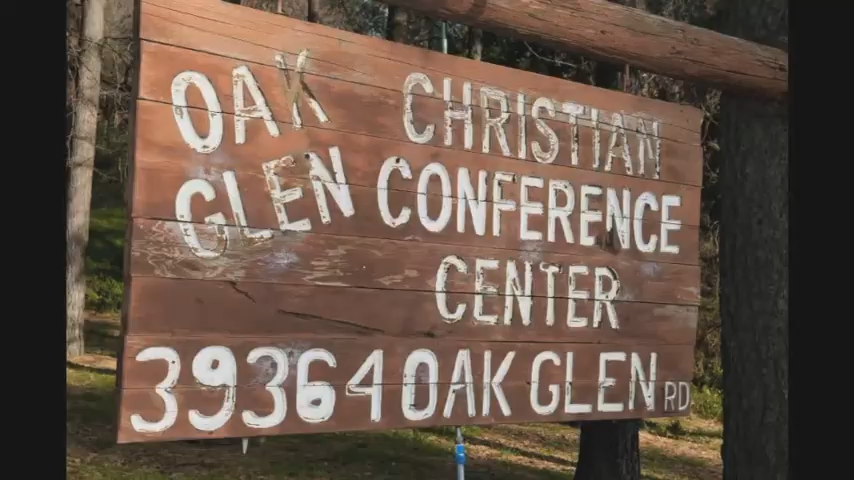 OAK CHRISTIAN
GLEN CONFERENCE
CENTER
39364 OAK GLEN RD